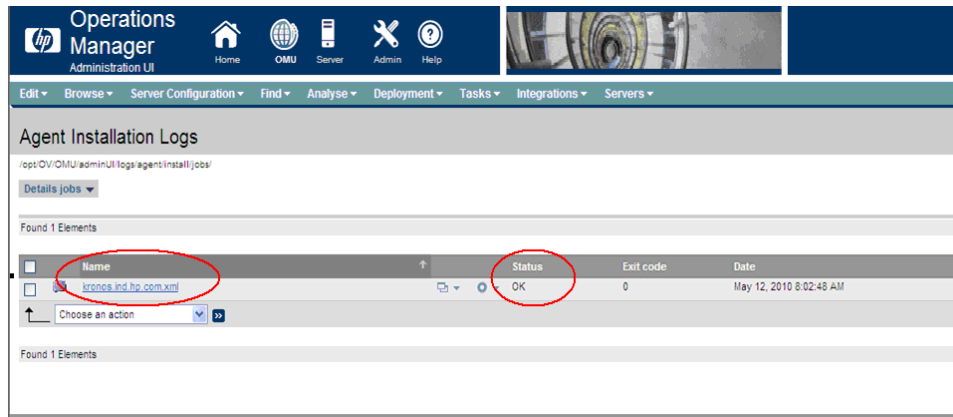 hp
Operations
Manager
Administration UI
Home
OMU
Server
Admin
Help
Edit Browse Server Configuration Find Analyse Deployment Tasks Integrations Servers
Agent Installation Logs
/opt/OV/OMU/adminUI/logs/agent/install/jobs/
Details jobs
Found 1 Elements
Name Status Exit code Date
kronos.ind.hp.com.xml OK 0 May 12, 2010 8:02:48 AM
Choose an action
Found 1 Elements